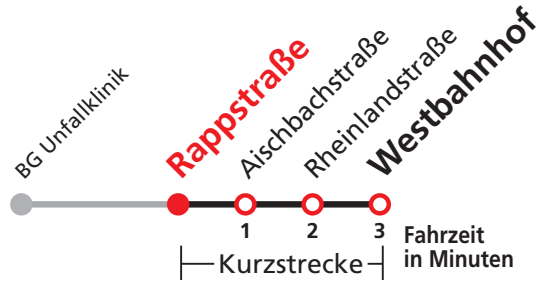 BG Unfallklinik
Rappstraße
Aischbachstraße
Rheinlandstraße
Westbahnhof
1 2 3 Fahrzeit
in Minuten
Kurzstrecke